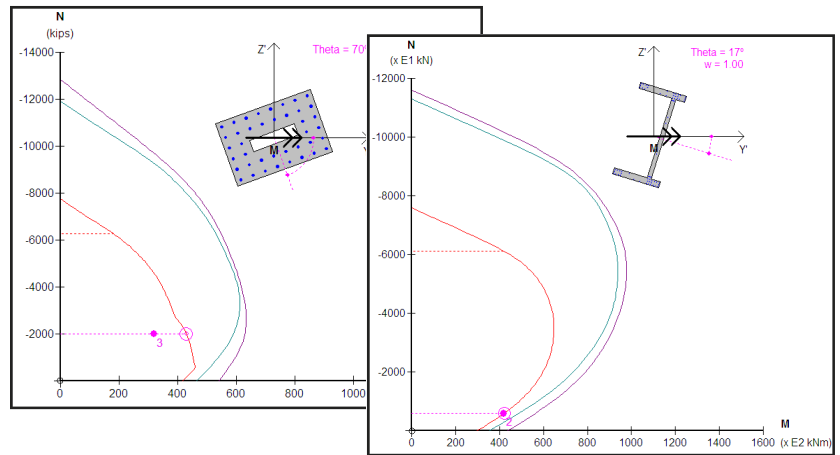 N
(kips)
-14000
-12000
-10000
-8000
-6000
-4000
-2000
0
200
400
600
800
1000
Z'
Theta = 70º
M
3
N
(x E1 kN)
-12000
-10000
-8000
-6000
-4000
-2000
0
200
400
600
800
1000
1200
1400
1600
M
(x E2 kNm)
Z'
Theta = 17º
w = 1.00
M
Y'
2